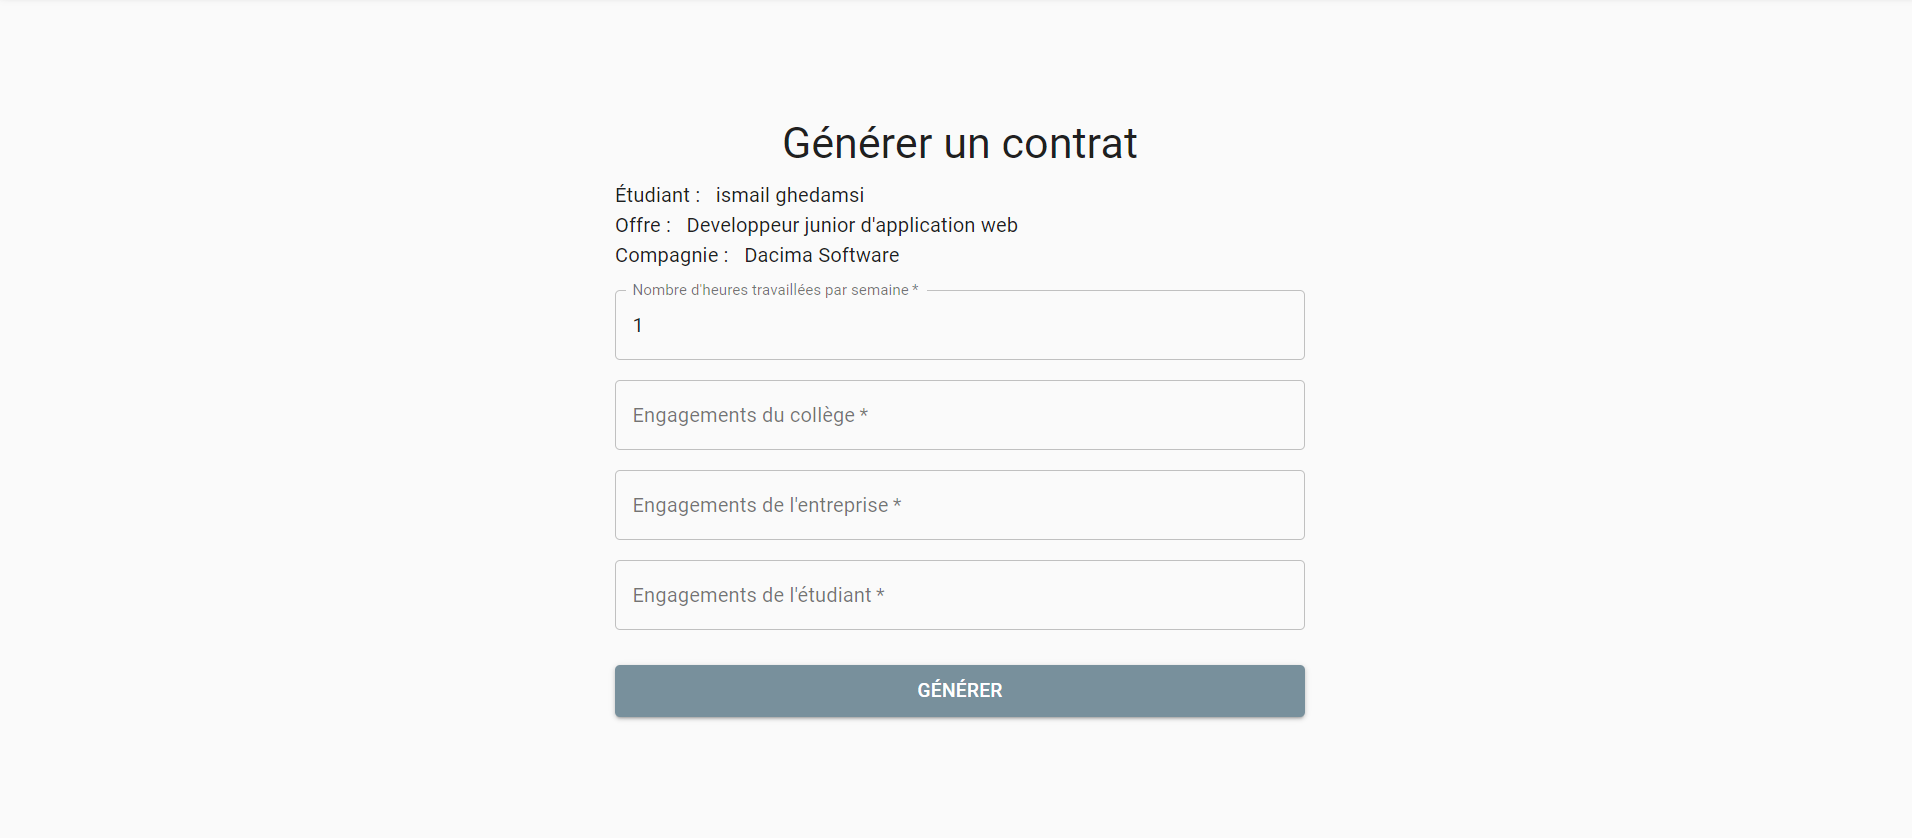 Générer un contrat
Étudiant : ismail ghedamsi
Offre : Developpeur junior d'application web
Compagnie : Dacima Software
Nombre d'heures travaillées par semaine *
1
Engagements du collège *
Engagements de l'entreprise *
Engagements de l'étudiant *
GÉNÉRER